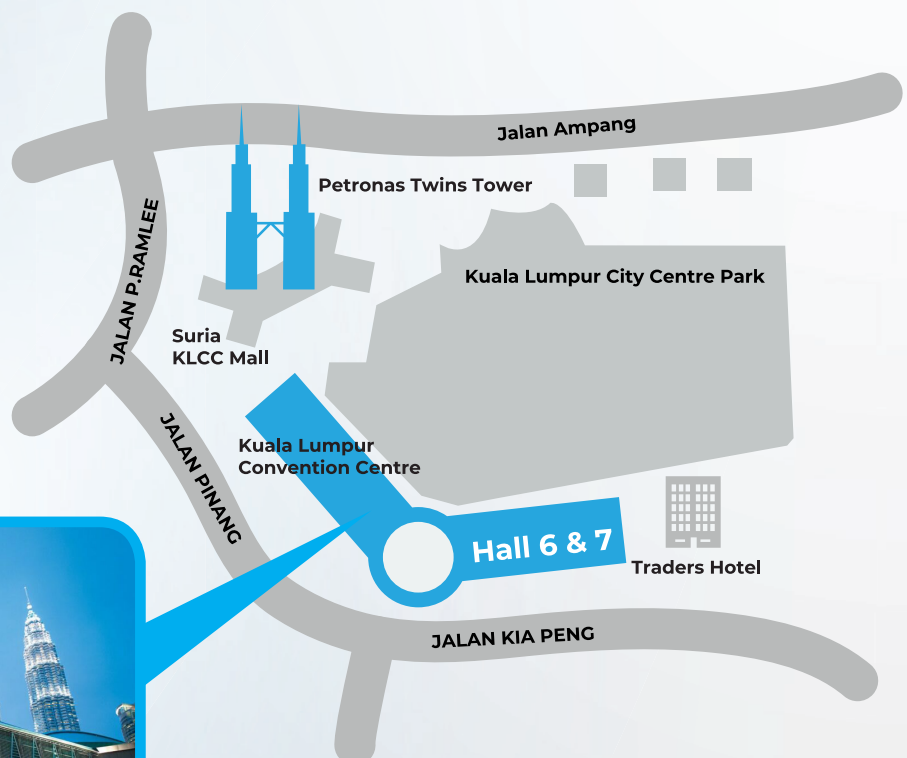 Jalan Ampang
Petronas Twins Tower
JALAN P.RAMLEE
Kuala Lumpur City Centre Park
Suria
KLCC Mall
JALAN PINANG
Kuala Lumpur
Convention Centre
Hall 6 & 7
Traders Hotel
JALAN KIA PENG